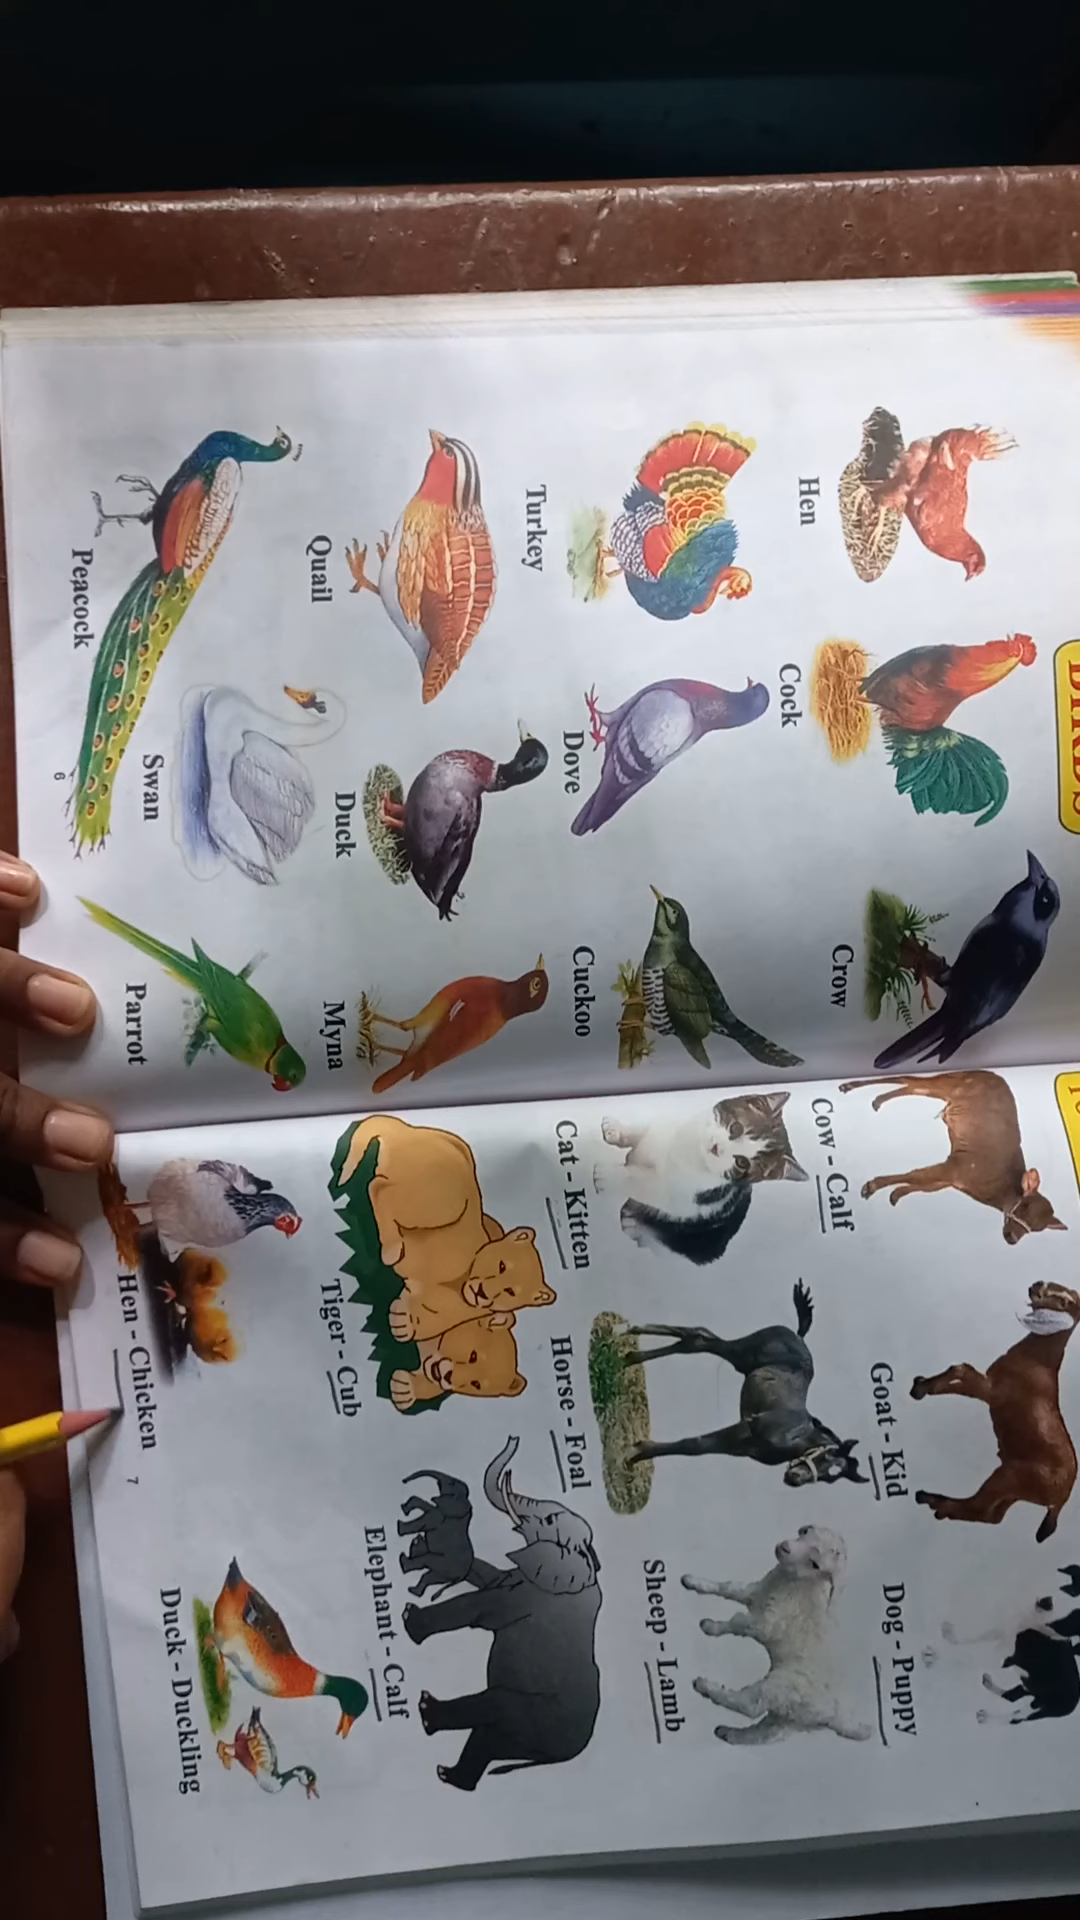 BIRDS
Hen
Cock
Crow
Turkey
Dove
Cuckoo
Quail
Duck
Myna
Peacock
Swan
Parrot
6
Cow - Calf
Goat - Kid
Dog - Puppy
Cat - Kitten
Horse - Foal
Sheep - Lamb
Tiger - Cub
Elephant - Calf
Hen - Chicken
Duck - Duckling
7